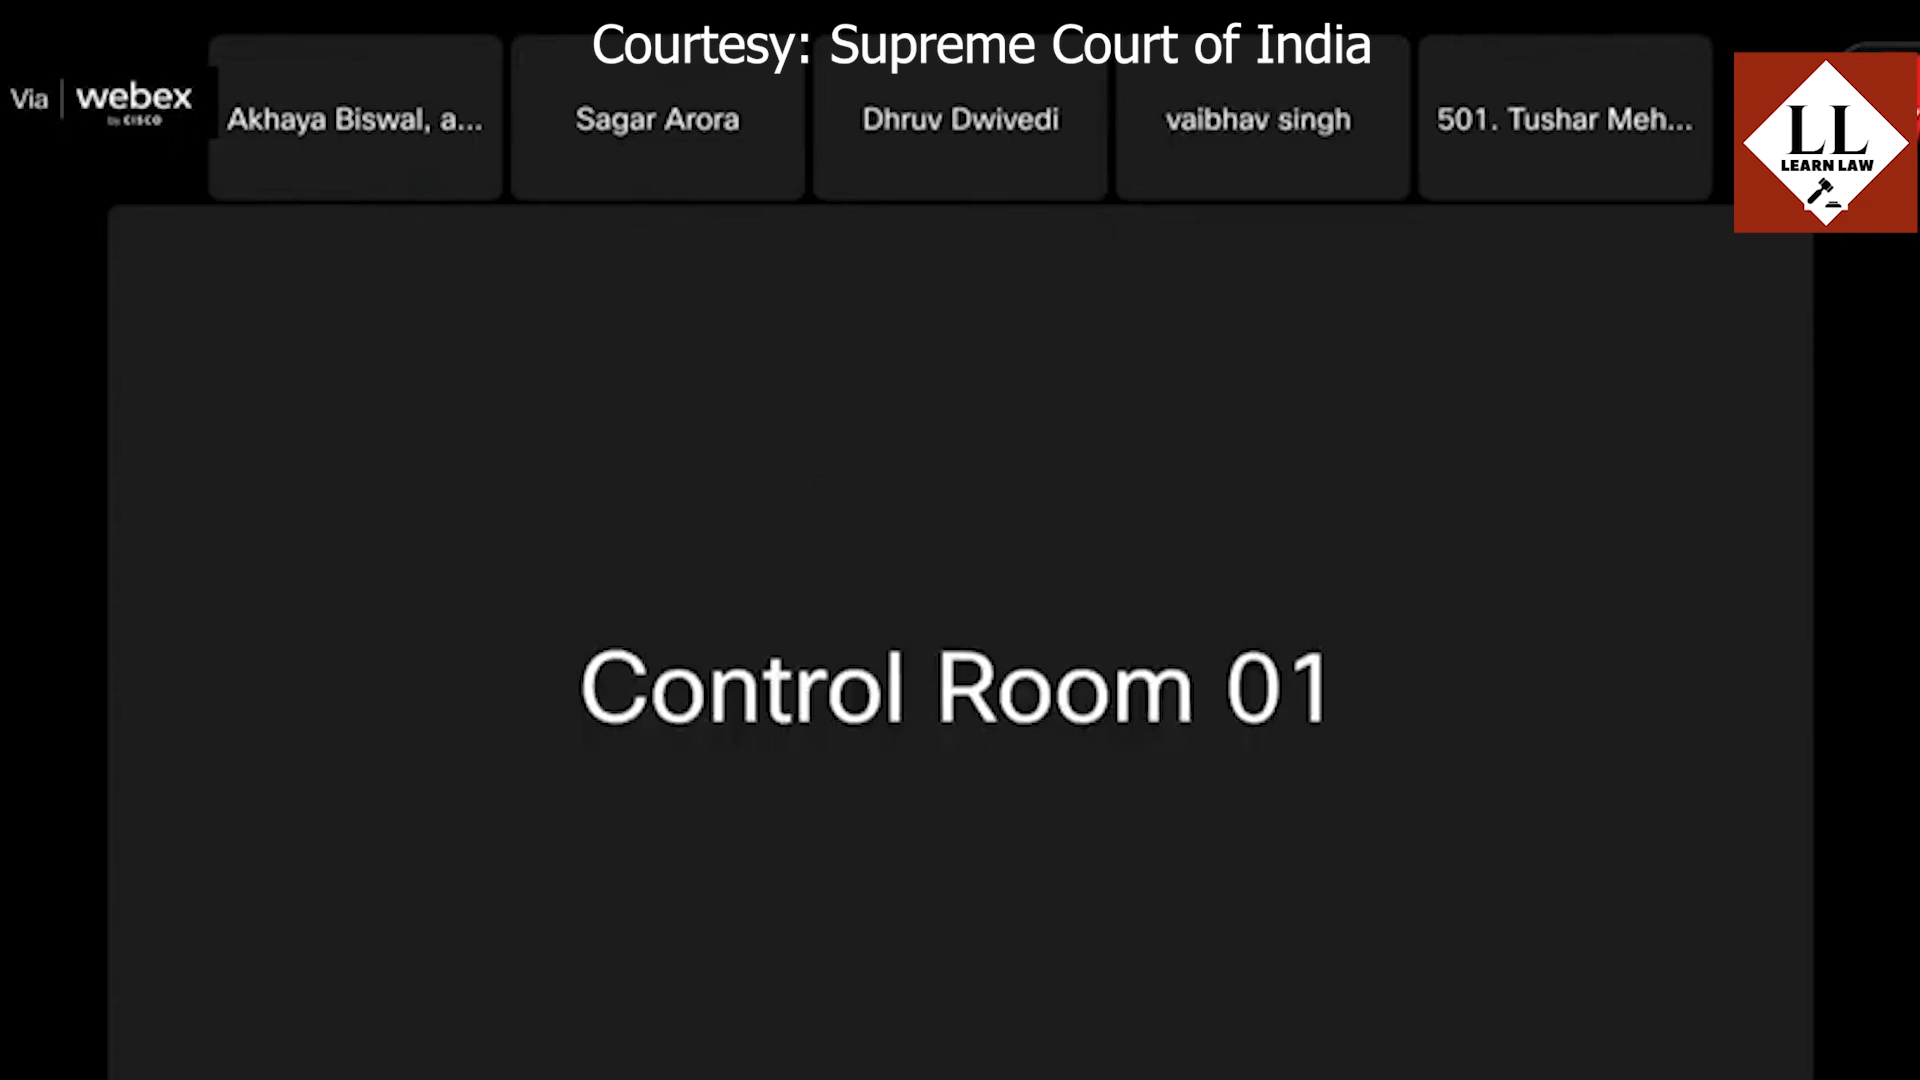 Courtesy: Supreme Court of India
Via webex
by CISCO
Akhaya Biswal, a...
Sagar Arora
Dhruv Dwivedi
vaibhav singh
501. Tushar Meh...
LL
LEARN LAW
Control Room 01